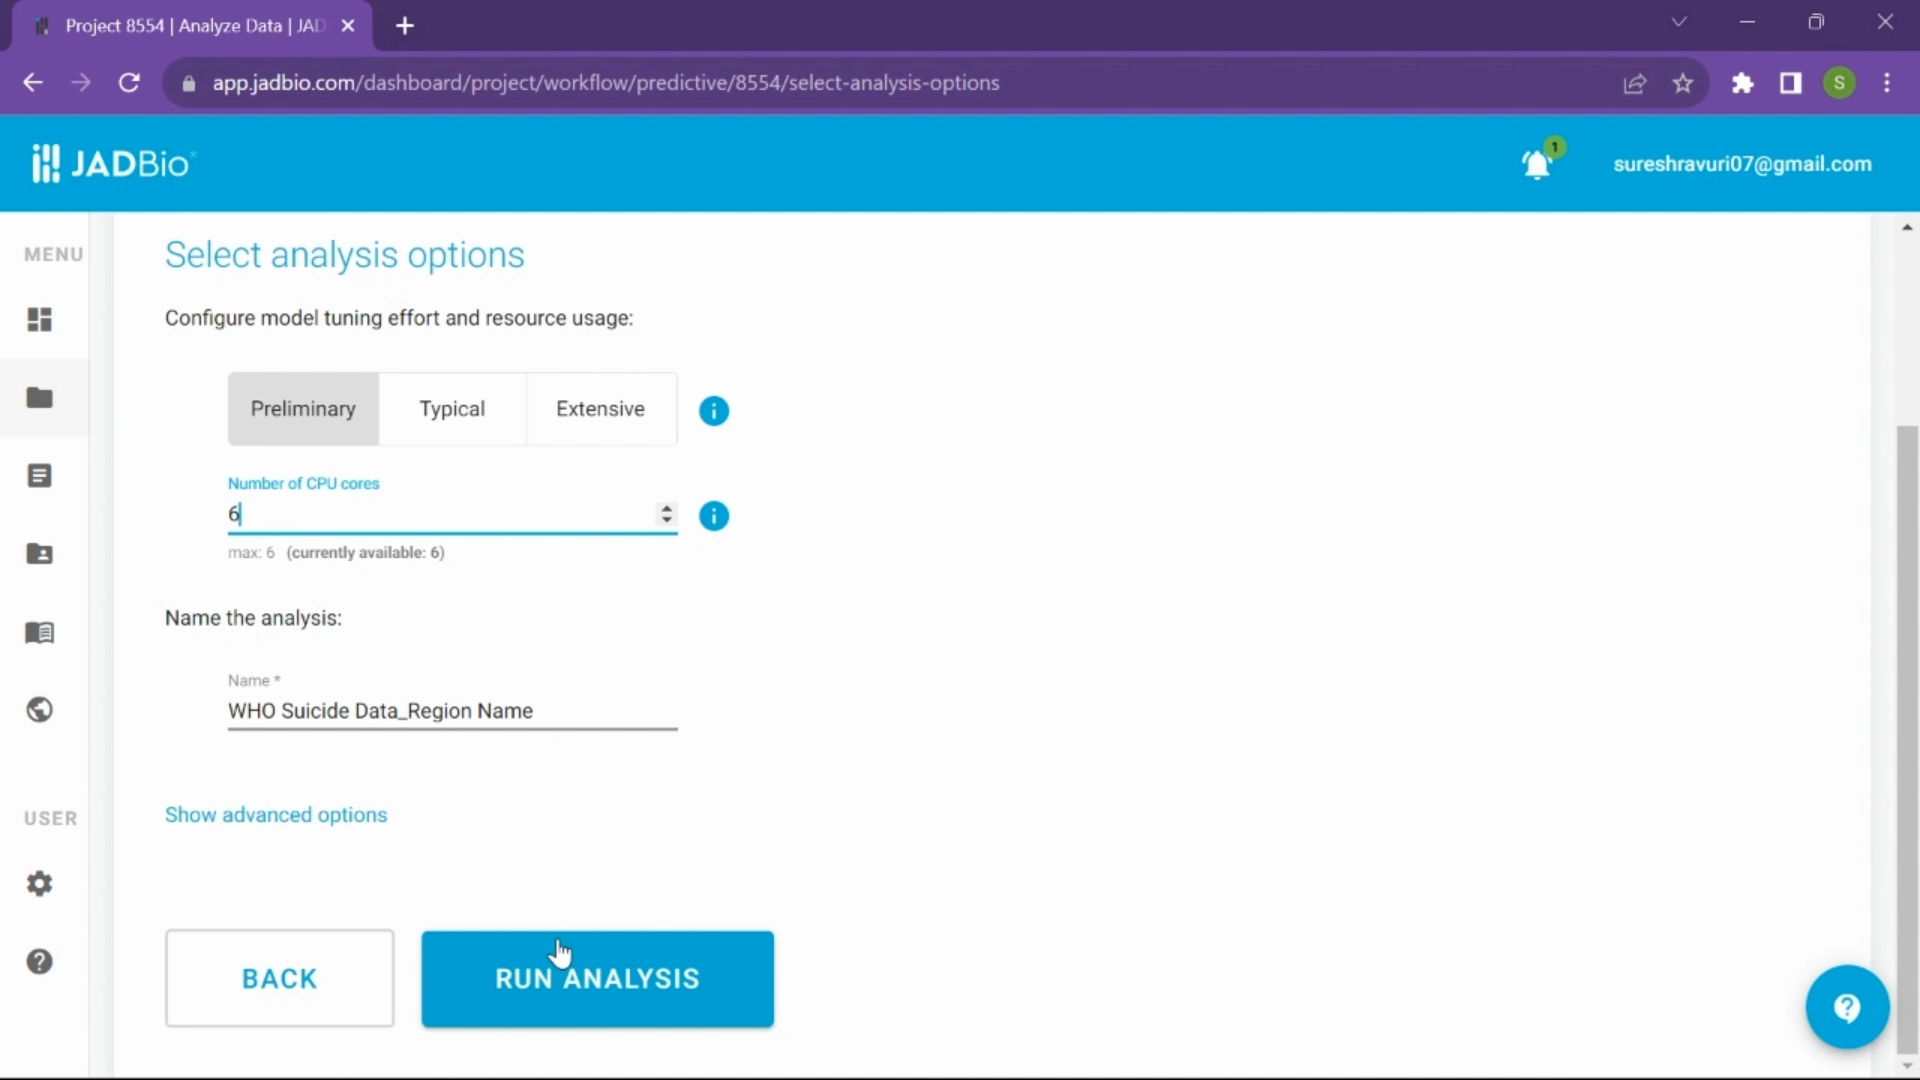 Project 8554 | Analyze Data | JAD
app.jadbio.com/dashboard/project/workflow/predictive/8554/select-analysis-options
S
JADBio
1
sureshravuri07@gmail.com
MENU
Select analysis options
Configure model tuning effort and resource usage:
Preliminary Typical Extensive
Number of CPU cores
6
max: 6 (currently available: 6)
Name the analysis:
Name *
WHO Suicide Data_Region Name
Show advanced options
USER
BACK RUN ANALYSIS